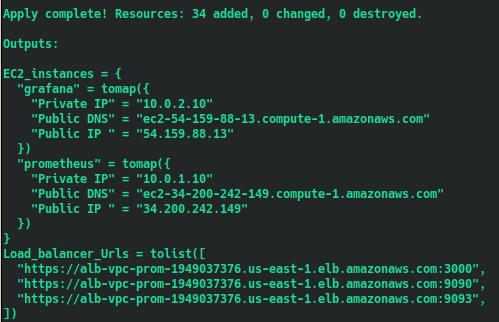 Apply complete! Resources: 34 added, 0 changed, 0 destroyed.
Outputs:
EC2_instances = {
  "grafana" = tomap({
    "Private IP" = "10.0.2.10"
    "Public DNS" = "ec2-54-159-88-13.compute-1.amazonaws.com"
    "Public IP " = "54.159.88.13"
  })
  "prometheus" = tomap({
    "Private IP" = "10.0.1.10"
    "Public DNS" = "ec2-34-200-242-149.compute-1.amazonaws.com"
    "Public IP " = "34.200.242.149"
  })
}
Load_balancer_Urls = tolist([
  "https://alb-vpc-prom-1949037376.us-east-1.elb.amazonaws.com:3000",
  "https://alb-vpc-prom-1949037376.us-east-1.elb.amazonaws.com:9090",
  "https://alb-vpc-prom-1949037376.us-east-1.elb.amazonaws.com:9093",
])